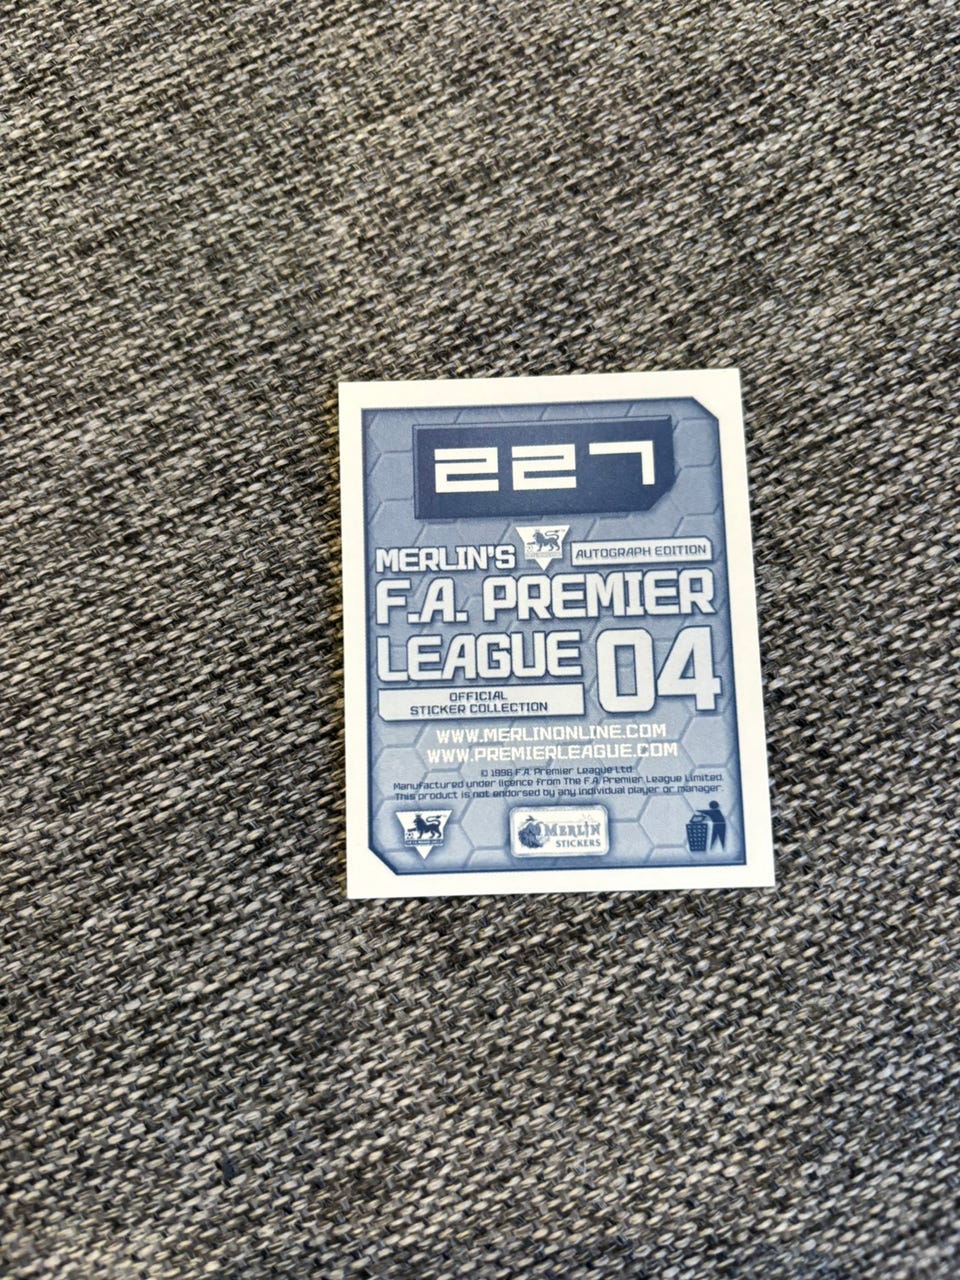 227
MERLIN'S
AUTOGRAPH EDITION
F.A. PREMIER
LEAGUE 04
OFFICIAL
STICKER COLLECTION
WWW.MERLINONLINE.COM
WWW.PREMIERLEAGUE.COM
© 1996 F.A. Premier League Ltd.
Manufactured under licence from The F.A. Premier League Limited.
This product is not endorsed by any individual player or manager.
MERLIN
STICKERS